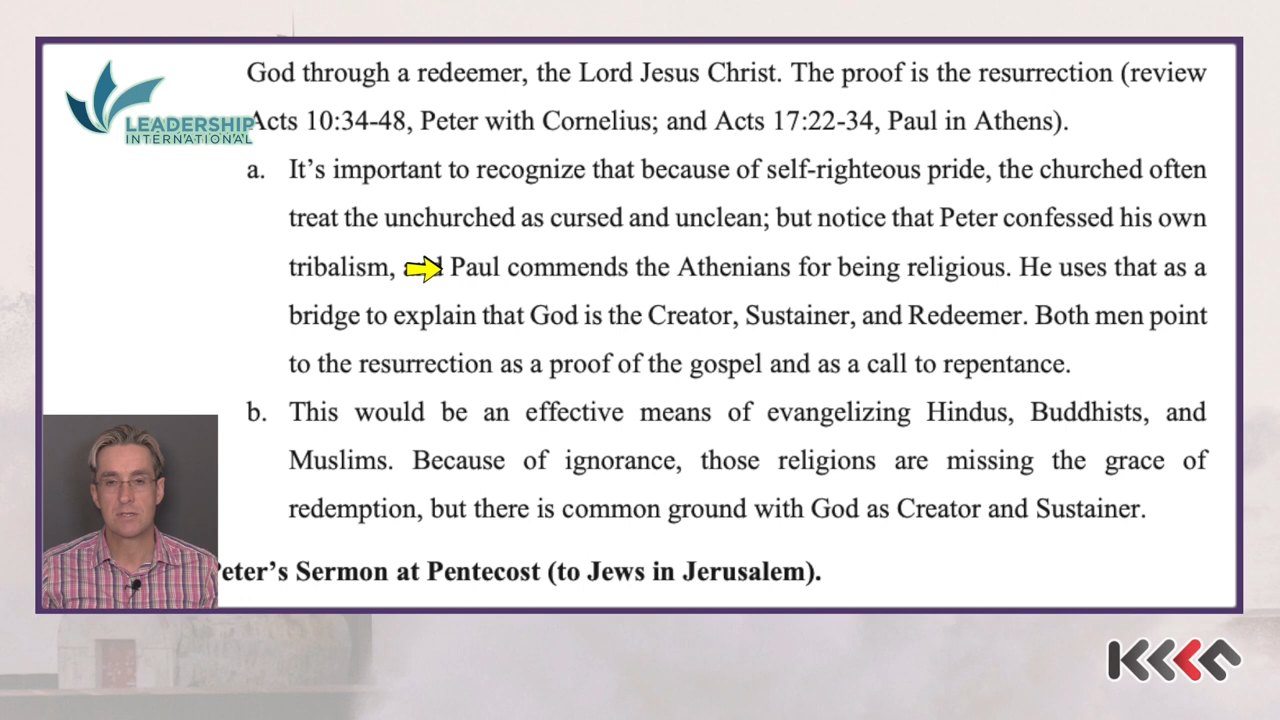 God through a redeemer, the Lord Jesus Christ. The proof is the resurrection (review
LEADERSHIP
INTERNATIONAL
Acts 10:34-48, Peter with Cornelius; and Acts 17:22-34, Paul in Athens).
a. It’s important to recognize that because of self-righteous pride, the churched often
treat the unchurched as cursed and unclean; but notice that Peter confessed his own
tribalism, and Paul commends the Athenians for being religious. He uses that as a
bridge to explain that God is the Creator, Sustainer, and Redeemer. Both men point
to the resurrection as a proof of the gospel and as a call to repentance.
b. This would be an effective means of evangelizing Hindus, Buddhists, and
Muslims. Because of ignorance, those religions are missing the grace of
redemption, but there is common ground with God as Creator and Sustainer.
Peter’s Sermon at Pentecost (to Jews in Jerusalem).